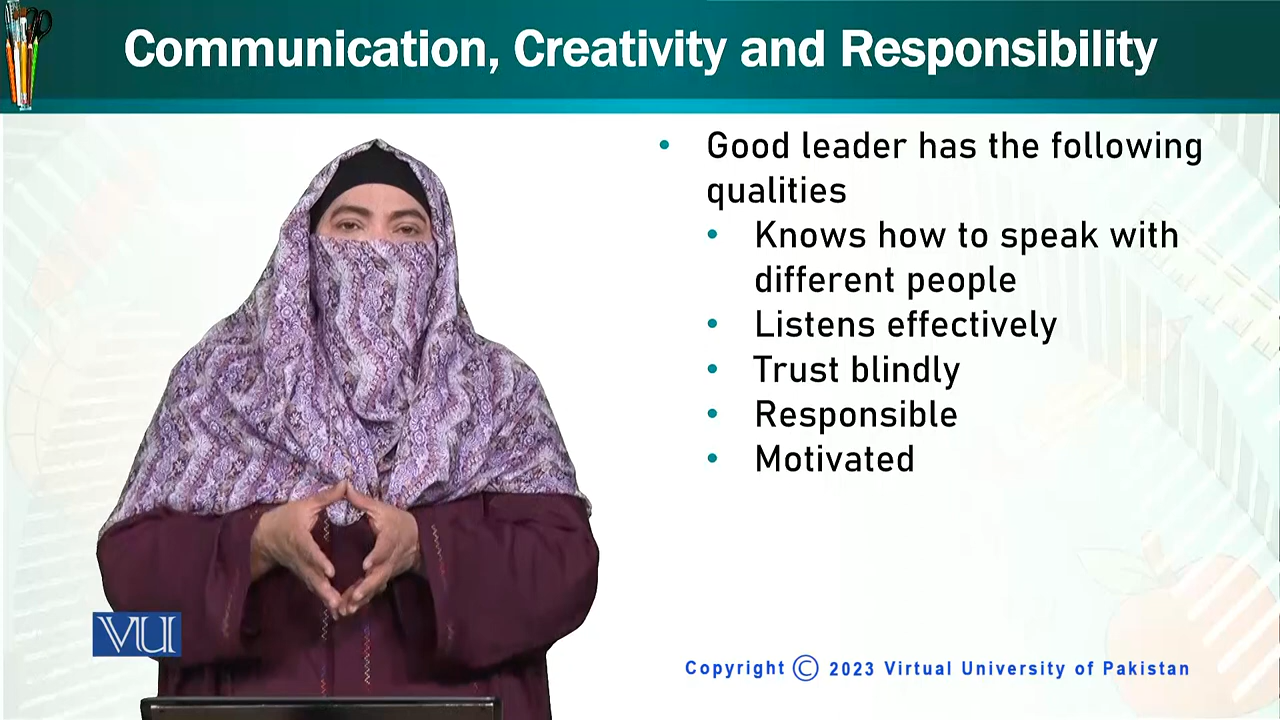 Communication, Creativity and Responsibility
• Good leader has the following
qualities
• Knows how to speak with
different people
• Listens effectively
• Trust blindly
• Responsible
• Motivated
VU
Copyright © 2023 Virtual University of Pakistan